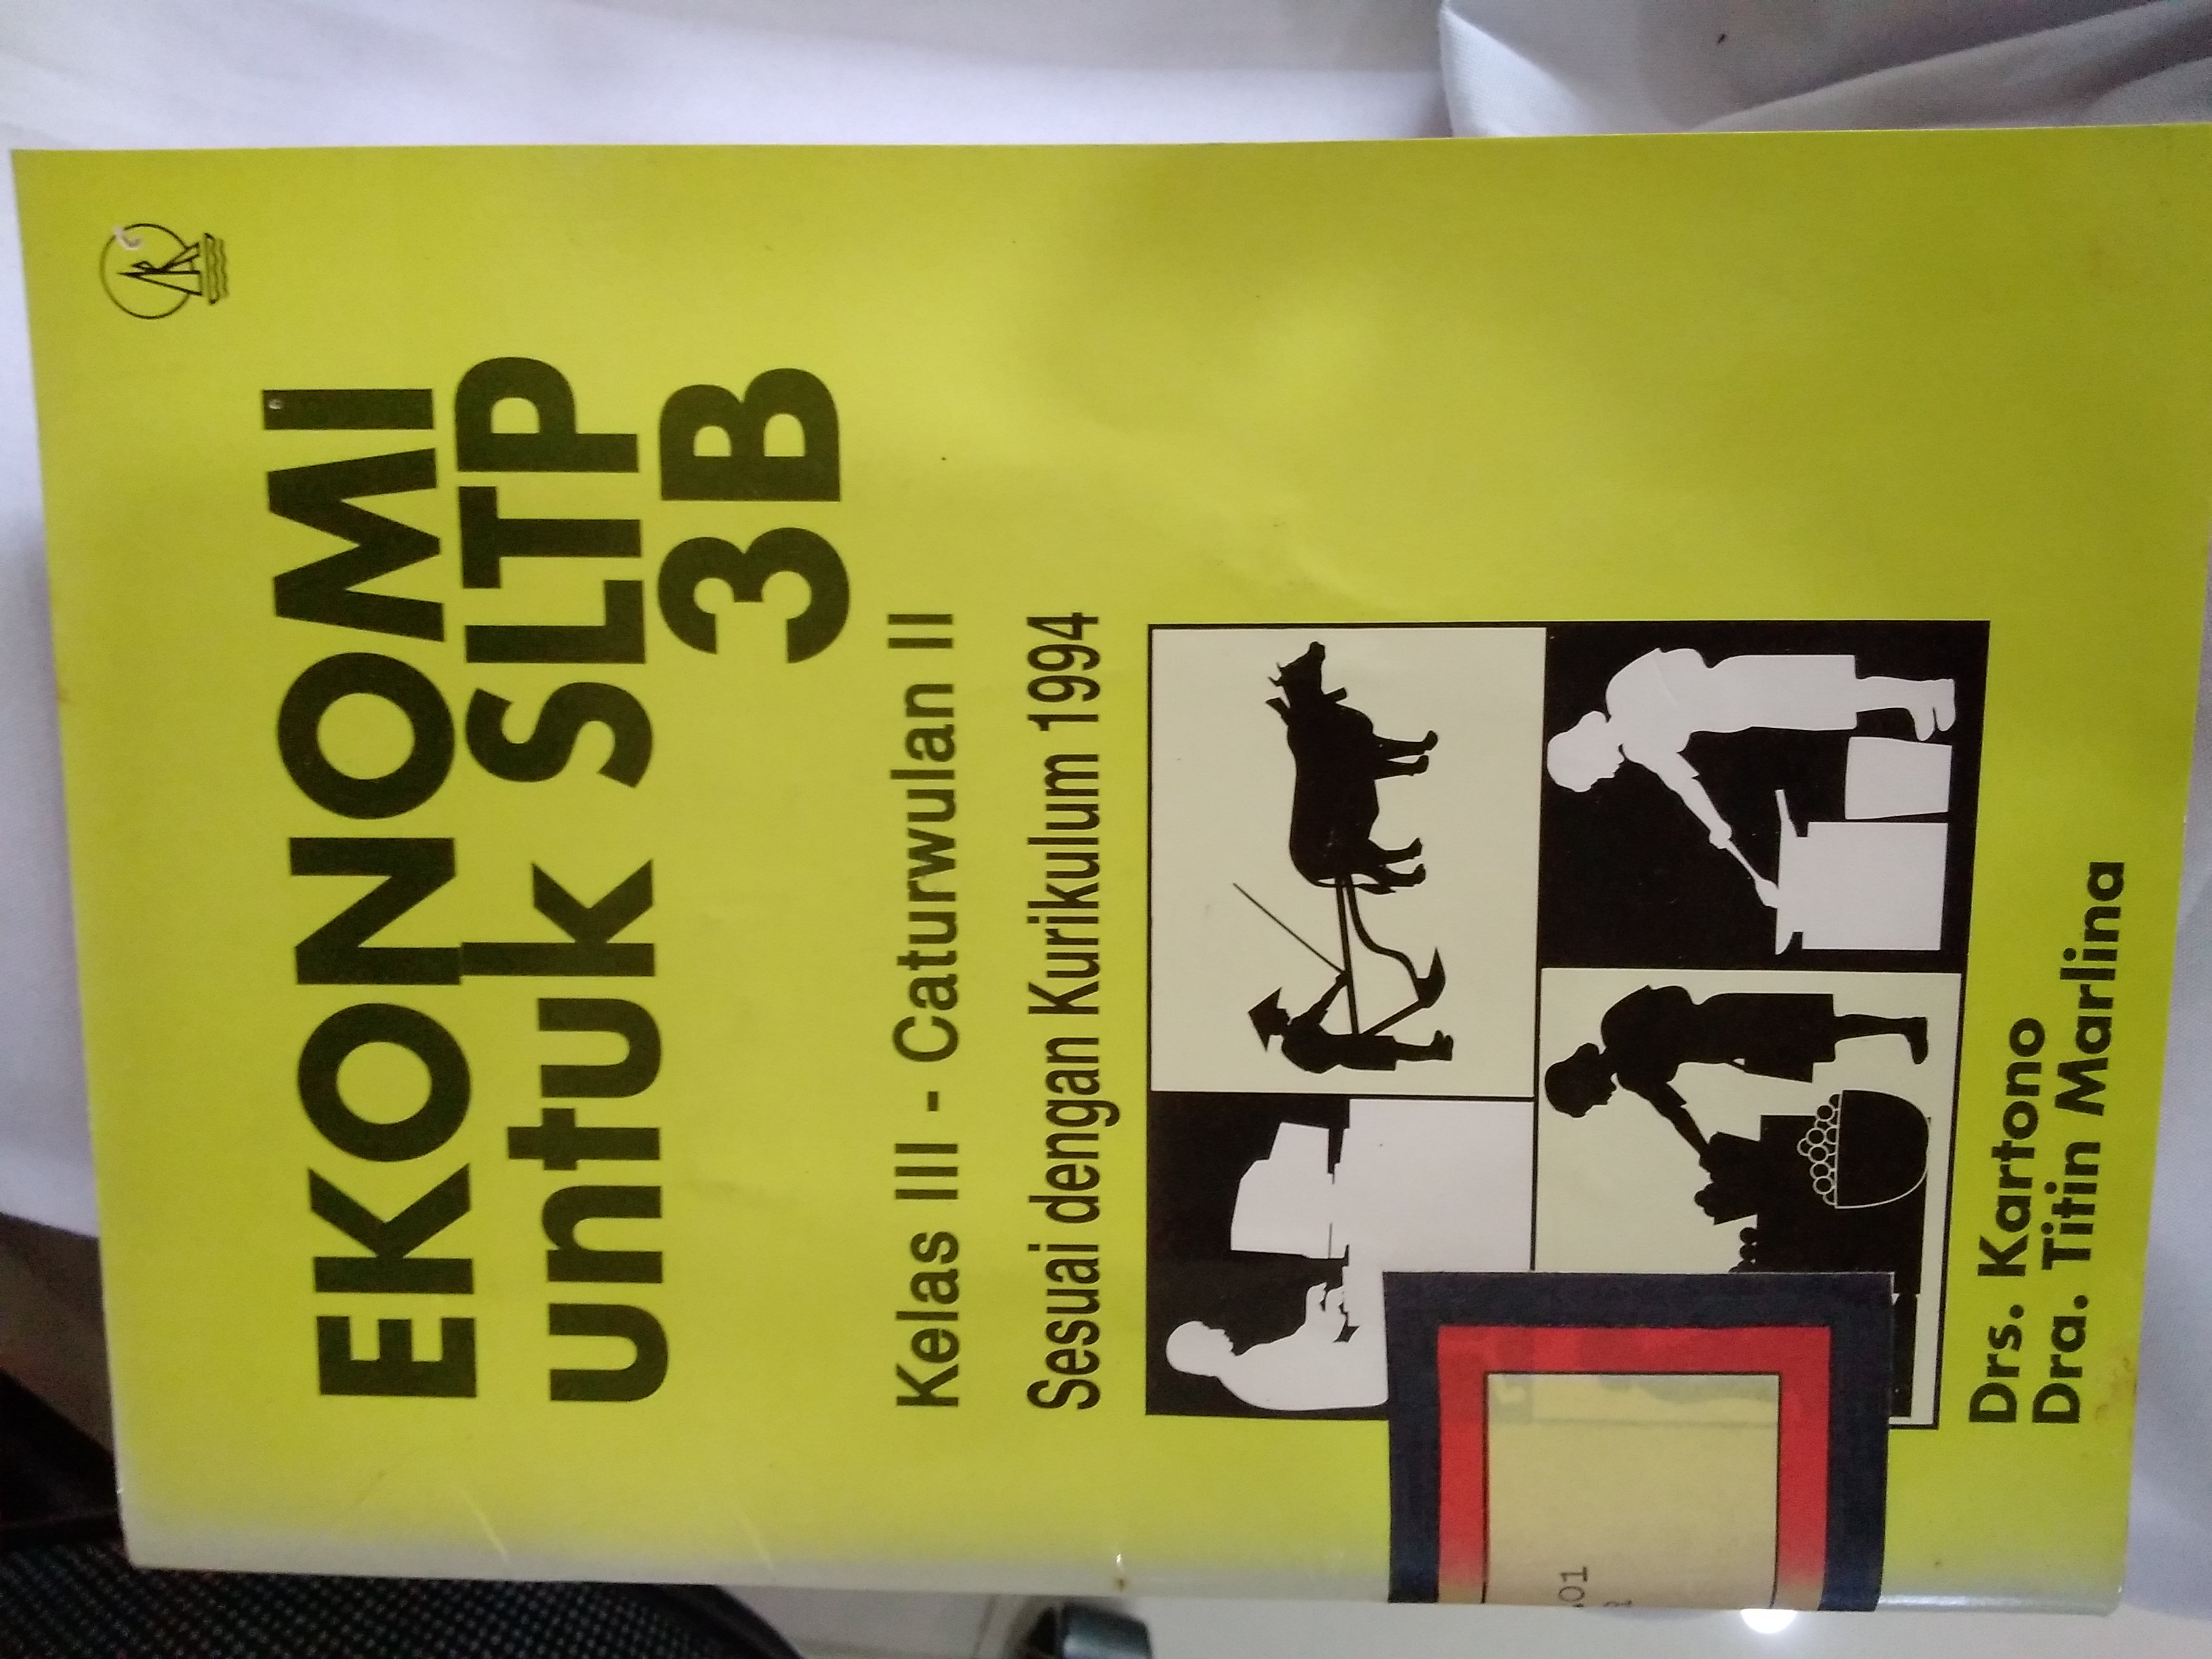 EKONOMI
untuk SLTP
3B
Kelas III - Caturwulan II
Sesuai dengan Kurikulum 1994
Drs. Kartono
Dra. Titin Marlina